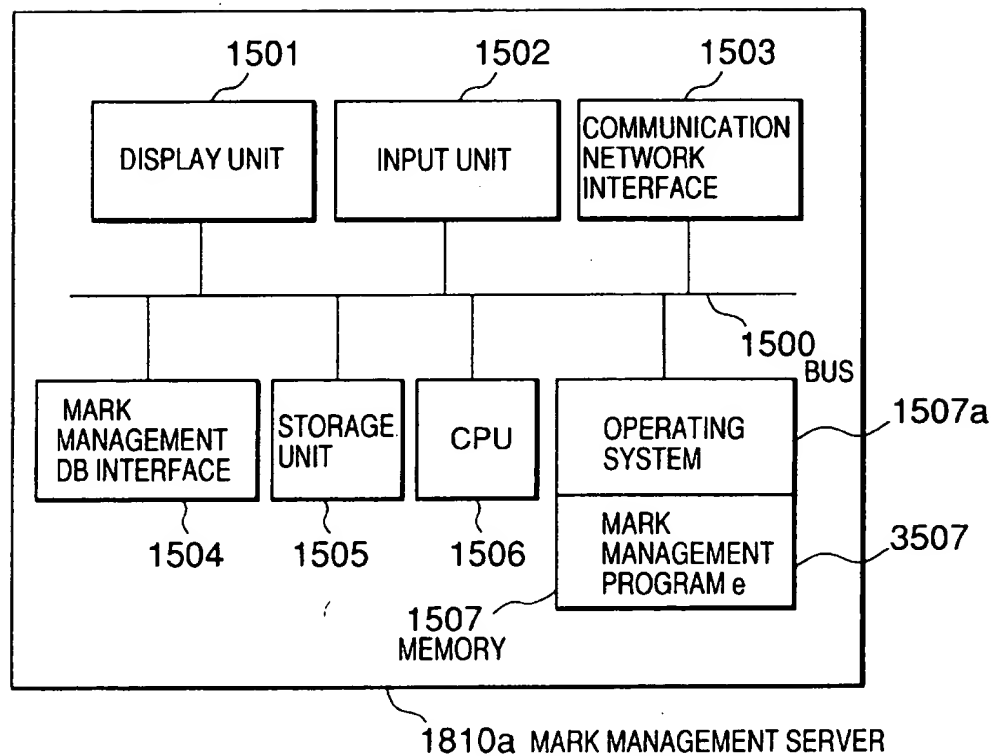 1501
1502
1503
DISPLAY UNIT
INPUT UNIT
COMMUNICATION
NETWORK
INTERFACE
1500
BUS
MARK
MANAGEMENT
DB INTERFACE
STORAGE
UNIT
CPU
OPERATING
SYSTEM
1507a
MARK
MANAGEMENT
PROGRAM e
3507
1504
1505
1506
1507
MEMORY
1810a MARK MANAGEMENT SERVER